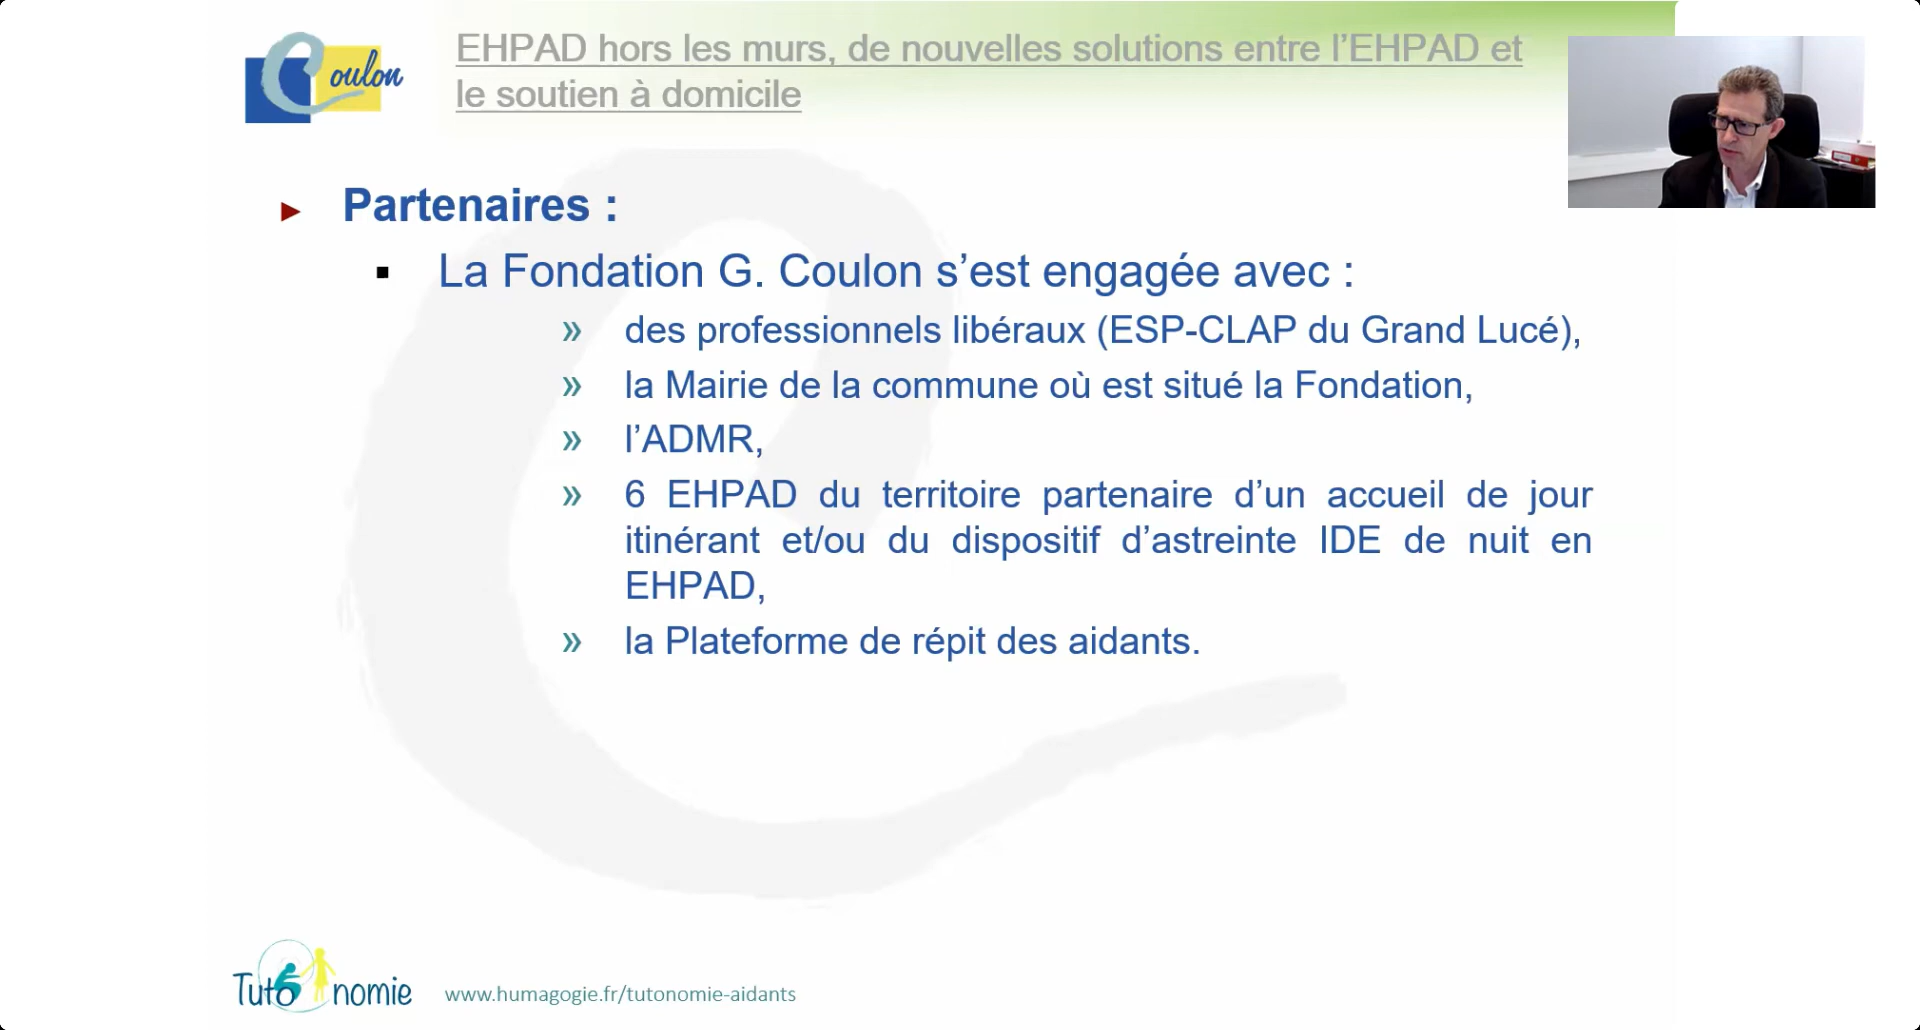 Coulon
EHPAD hors les murs, de nouvelles solutions entre l’EHPAD et
le soutien à domicile
► Partenaires :
▪ La Fondation G. Coulon s’est engagée avec :
» des professionnels libéraux (ESP-CLAP du Grand Lucé),
» la Mairie de la commune où est situé la Fondation,
» l’ADMR,
» 6 EHPAD du territoire partenaire d’un accueil de jour
itinérant et/ou du dispositif d’astreinte IDE de nuit en
EHPAD,
» la Plateforme de répit des aidants.
Tutonomie
www.humagogie.fr/tutonomie-aidants